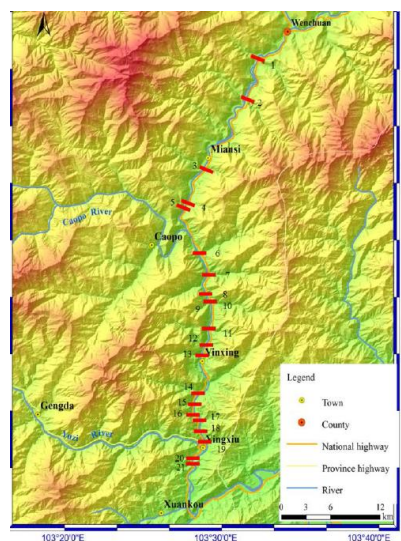 N
Wenchuan
1
2
Miansi
3
5
4
Caopo River
Caopo
6
7
8
9
10
11
12
Yinxing
13
14
Gengda
15
16
17
Yuzi River
18
Yingxiu
19
20
21
Xuankou
Legend
Town
County
National highway
Province highway
River
0 3 6 12
km
103°20'0"E 103°30'0"E 103°40'0"E